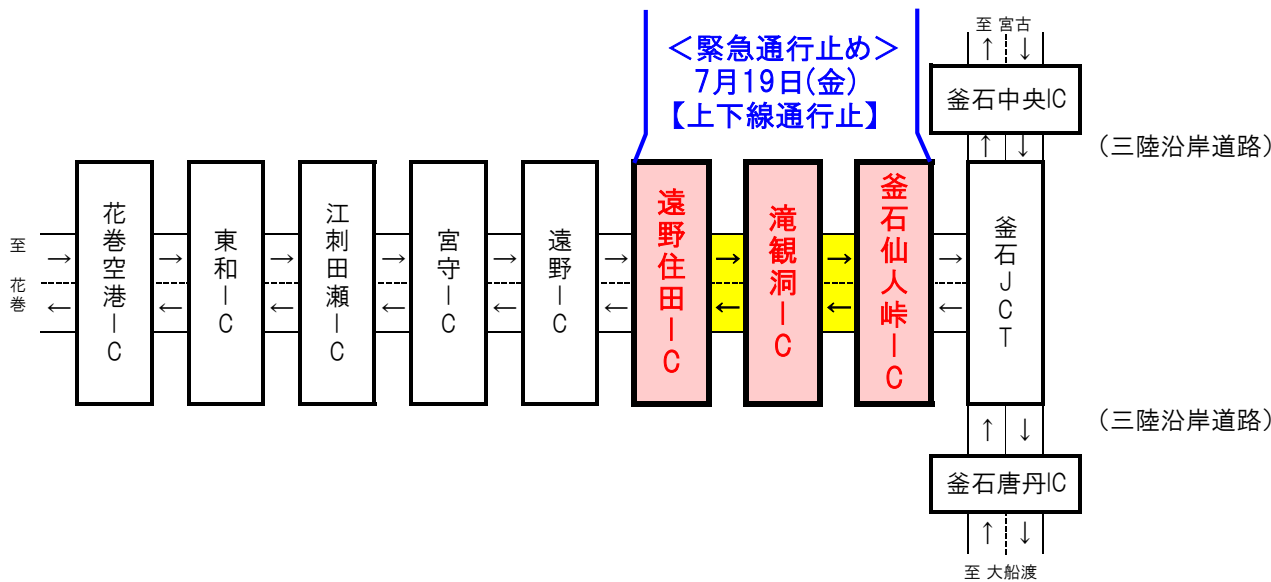 至 宮古
↑ ↓
<緊急通行止め>
7月19日(金)
【上下線通行止】
釜石中央IC
↑ ↓
(三陸沿岸道路)
至 花巻
→
←
花巻空港IC
→
←
東和IC
→
←
江刺田瀬IC
→
←
宮守IC
→
←
遠野IC
→
←
遠野住田IC
→
←
滝観洞IC
→
←
釜石仙人峠IC
→
←
釜石JCT
↑ ↓
(三陸沿岸道路)
釜石唐丹IC
↑ ↓
至 大船渡